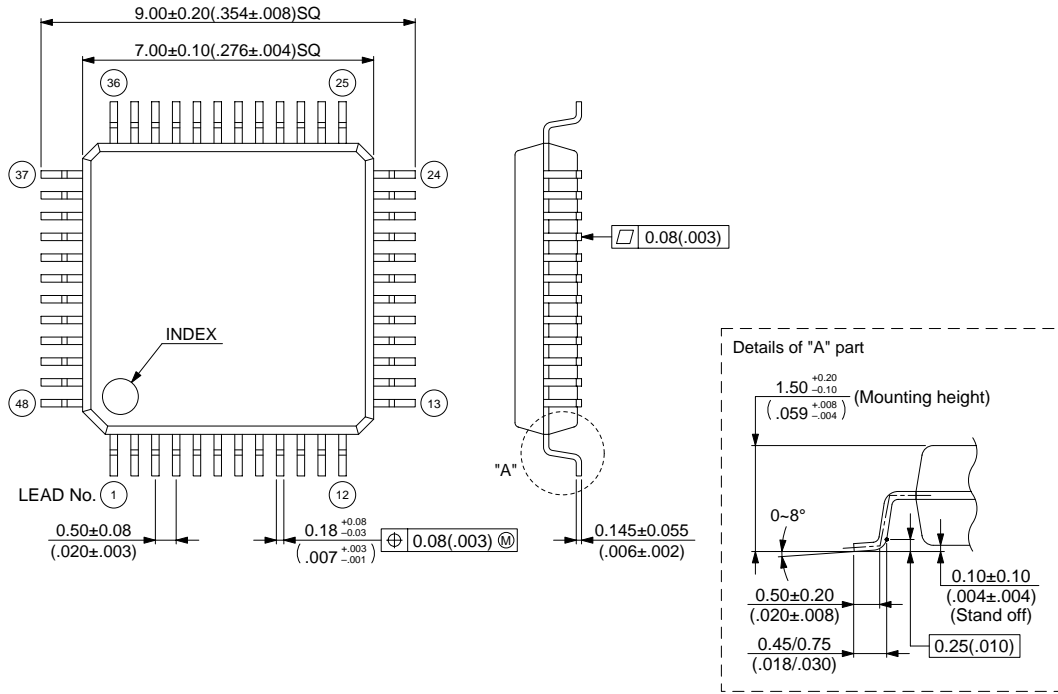 9.00±0.20(.354±.008)SQ
7.00±0.10(.276±.004)SQ
36
25
37
24
0.08(.003)
INDEX
48
13
"A"
LEAD No.
1
12
0.50±0.08
(.020±.003)
0.18 +0.08 –0.03
(.007 +.003 –.001)
⌖ 0.08(.003) Ⓜ
0.145±0.055
(.006±.002)
Details of "A" part
1.50 +0.20 –0.10
(.059 +.008 –.004)
(Mounting height)
0~8°
0.50±0.20
(.020±.008)
0.45/0.75
(.018/.030)
0.10±0.10
(.004±.004)
(Stand off)
0.25(.010)